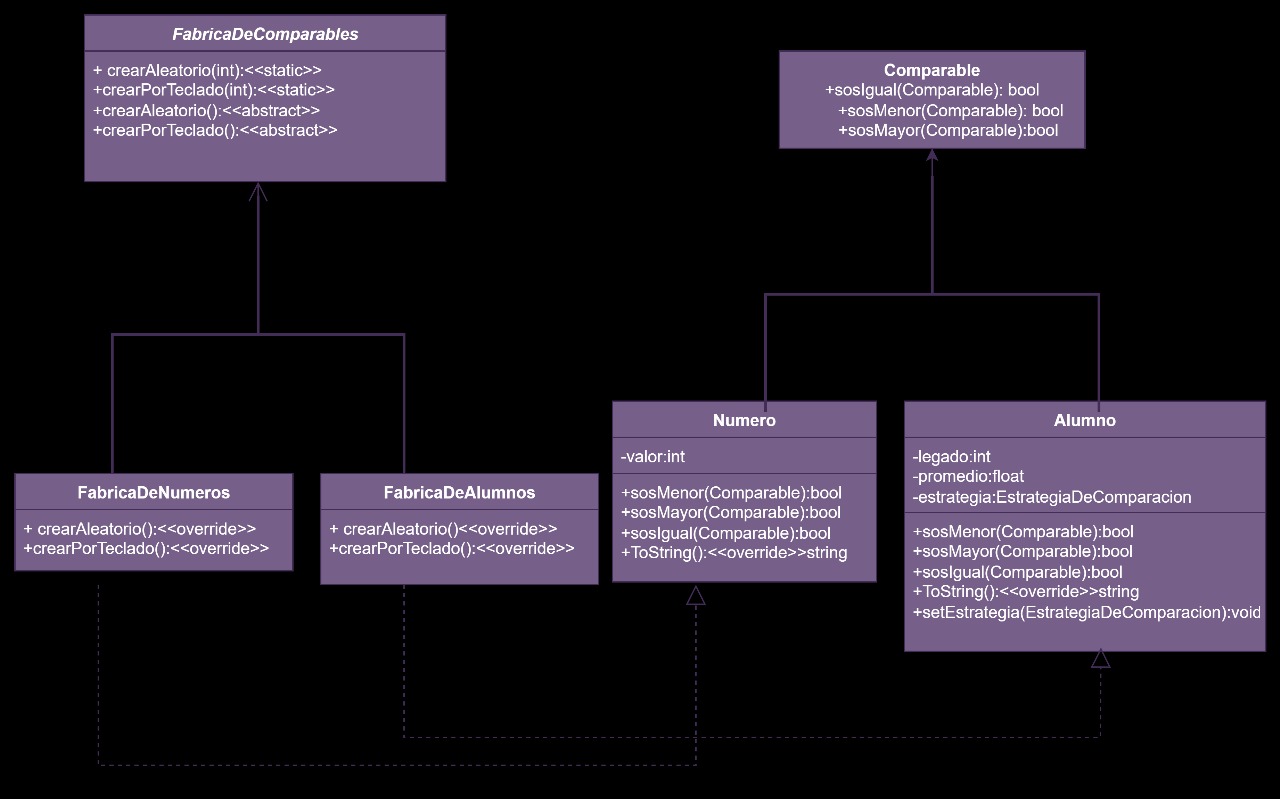 FabricaDeComparables
+ crearAleatorio(int):<<static>>
+crearPorTeclado(int):<<static>>
+crearAleatorio():<<abstract>>
+crearPorTeclado():<<abstract>>
Comparable
+sosIgual(Comparable): bool
+sosMenor(Comparable): bool
+sosMayor(Comparable):bool
FabricaDeNumeros
+ crearAleatorio():<<override>>
+crearPorTeclado():<<override>>
FabricaDeAlumnos
+ crearAleatorio()<<override>>
+crearPorTeclado():<<override>>
Numero
-valor:int
+sosMenor(Comparable):bool
+sosMayor(Comparable):bool
+sosIgual(Comparable):bool
+ToString():<<override>>string
Alumno
-legado:int
-promedio:float
-estrategia:EstrategiaDeComparacion
+sosMenor(Comparable):bool
+sosMayor(Comparable):bool
+sosIgual(Comparable):bool
+ToString():<<override>>string
+setEstrategia(EstrategiaDeComparacion):void